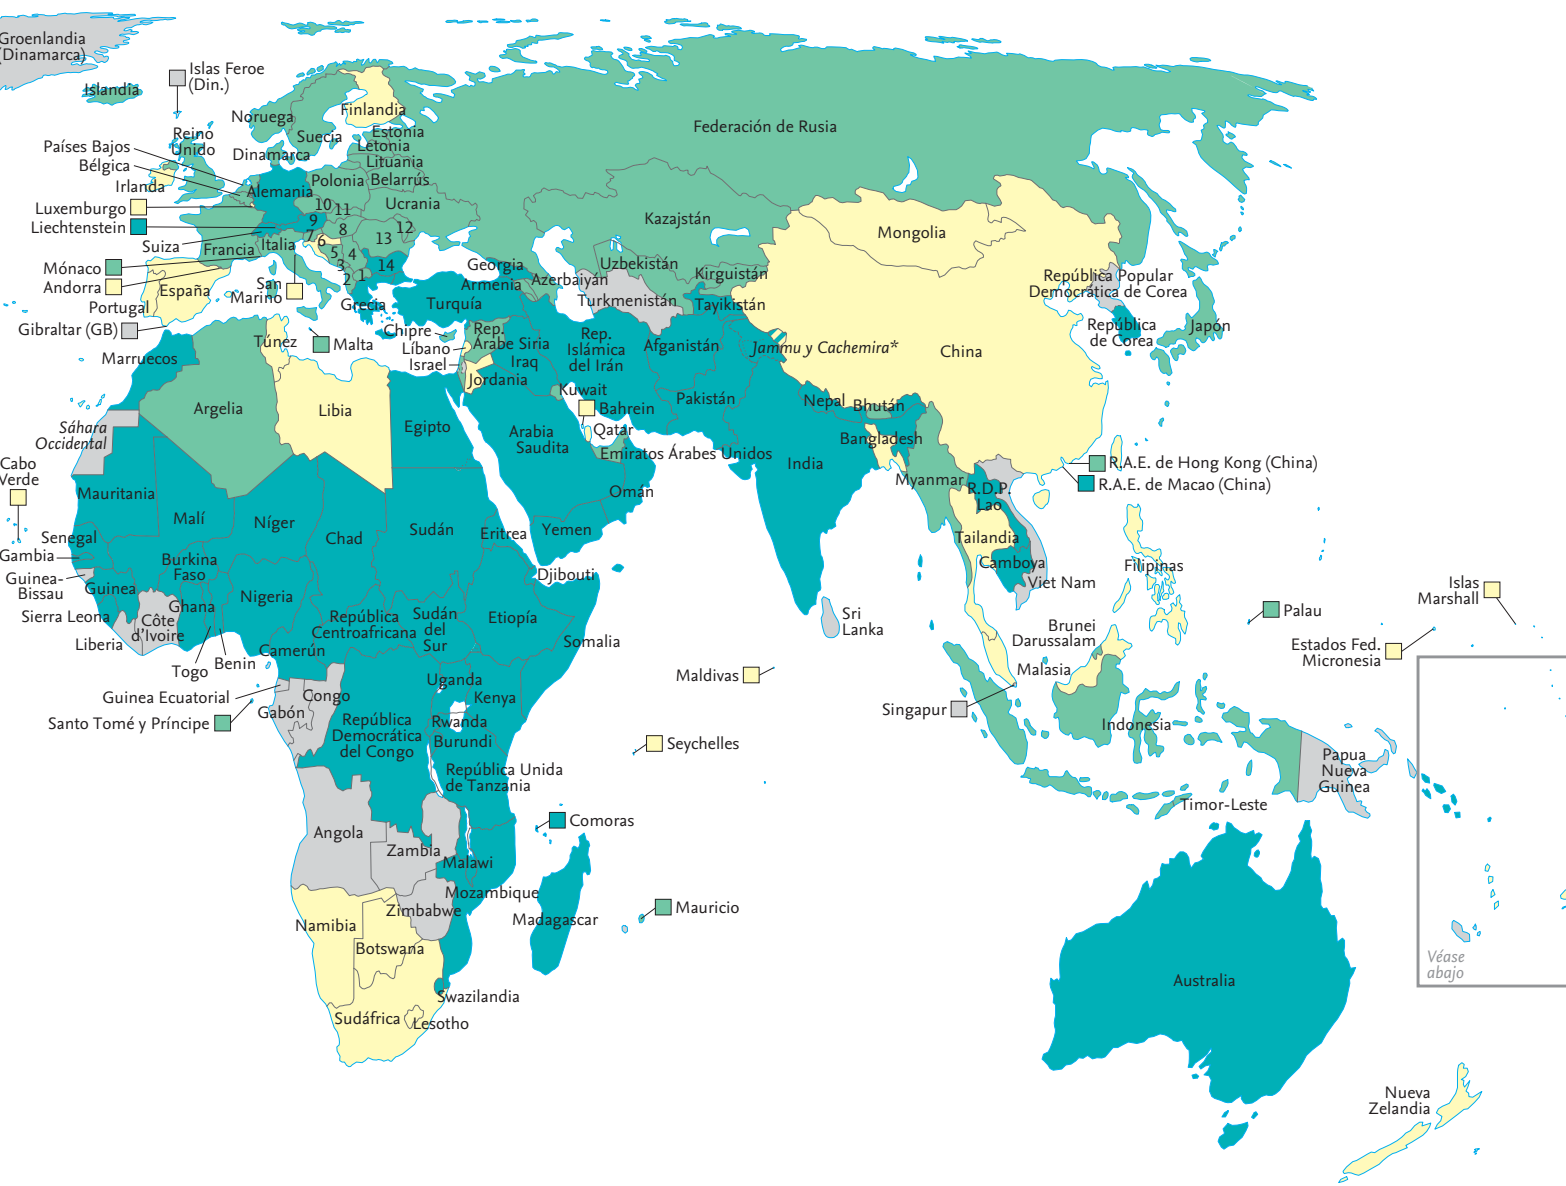 Groenlandia
(Dinamarca)
Islas Feroe
(Din.)
Islandia
Finlandia
Noruega
Suecia
Federación de Rusia
Reino
Unido
Estonia
Letonia
Lituania
Países Bajos
Bélgica
Dinamarca
Irlanda
Alemania
Polonia
Belarrús
Luxemburgo
10
11
Ucrania
Liechtenstein
9
8
12
7
6
13
Kazajstán
Mongolia
Suiza
Francia
Italia
5
4
3
14
2
1
Mónaco
Andorra
San
Marino
Georgia
Armenia
Azerbaiyán
Uzbekistán
Kirguistán
Turkmenistán
Tayikistán
República Popular
Democrática de Corea
Portugal
España
Grecia
Turquía
Gibraltar (GB)
República
de Corea
Japón
Marruecos
Túnez
Malta
Chipre
Líbano
Israel
Rep.
Árabe Siria
Iraq
Jordania
Rep.
Islámica
del Irán
Afganistán
Jammu y Cachemira*
China
Kuwait
Pakistán
Nepal
Bhután
Argelia
Libia
Egipto
Bahrein
Qatar
Sáhara
Occidental
Arabia
Saudita
Emiratos Árabes Unidos
India
Bangladesh
R.A.E. de Hong Kong (China)
R.A.E. de Macao (China)
Cabo
Verde
Mauritania
Omán
Myanmar
R.D.P.
Lao
Malí
Níger
Chad
Sudán
Eritrea
Yemen
Senegal
Gambia
Tailandia
Guinea-
Bissau
Burkina
Faso
Djibouti
Camboya
Viet Nam
Filipinas
Guinea
Ghana
Nigeria
Islas
Marshall
Sierra Leona
Côte
d'Ivoire
República
Centroafricana
Sudán
del
Sur
Etiopía
Sri
Lanka
Palau
Liberia
Togo
Benin
Camerún
Somalia
Brunei
Darussalam
Malasia
Estados Fed.
Micronesia
Guinea Ecuatorial
Congo
Gabón
Uganda
Kenya
Maldivas
Santo Tomé y Príncipe
República
Democrática
del Congo
Rwanda
Burundi
Singapur
Indonesia
Seychelles
República Unida
de Tanzania
Papua
Nueva
Guinea
Timor-Leste
Angola
Comoras
Zambia
Malawi
Mozambique
Zimbabwe
Madagascar
Mauricio
Namibia
Botswana
Véase
abajo
Australia
Swazilandia
Sudáfrica
Lesotho
Nueva
Zelandia